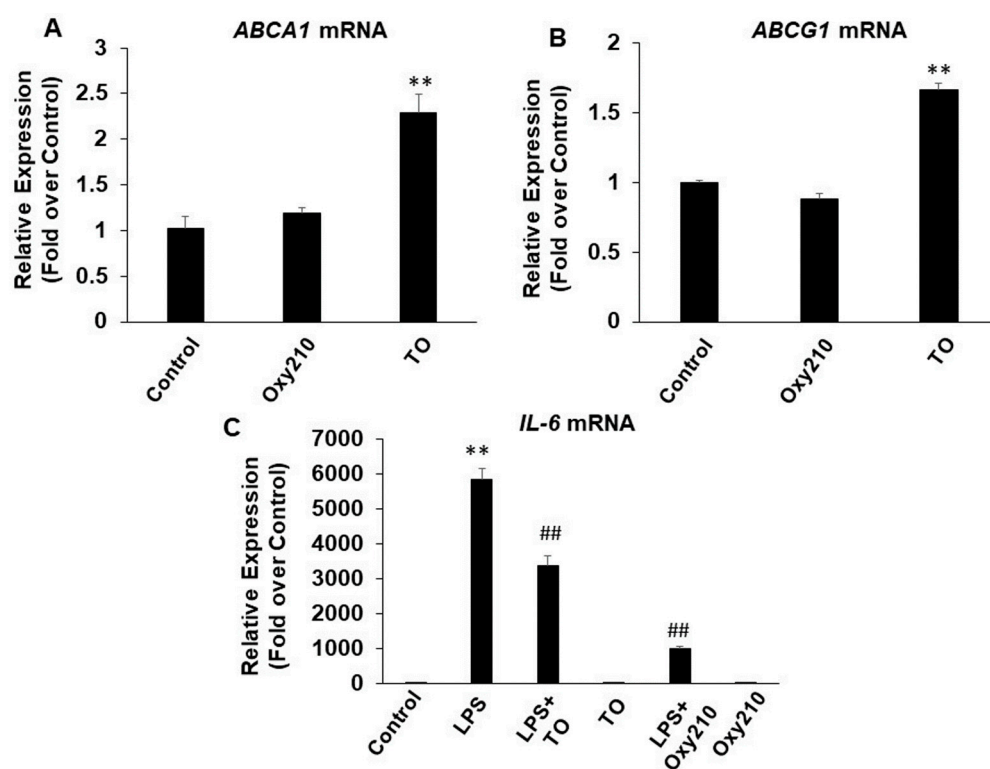 A
ABCA1 mRNA
Relative Expression
(Fold over Control)
3
2.5
2
1.5
1
0.5
0
**
Control
Oxy210
TO
B
ABCG1 mRNA
Relative Expression
(Fold over Control)
2
1.5
1
0.5
0
**
Control
Oxy210
TO
C
IL-6 mRNA
Relative Expression
(Fold over Control)
7000
6000
5000
4000
3000
2000
1000
0
**
##
##
Control
LPS
LPS+
TO
TO
LPS+
Oxy210
Oxy210